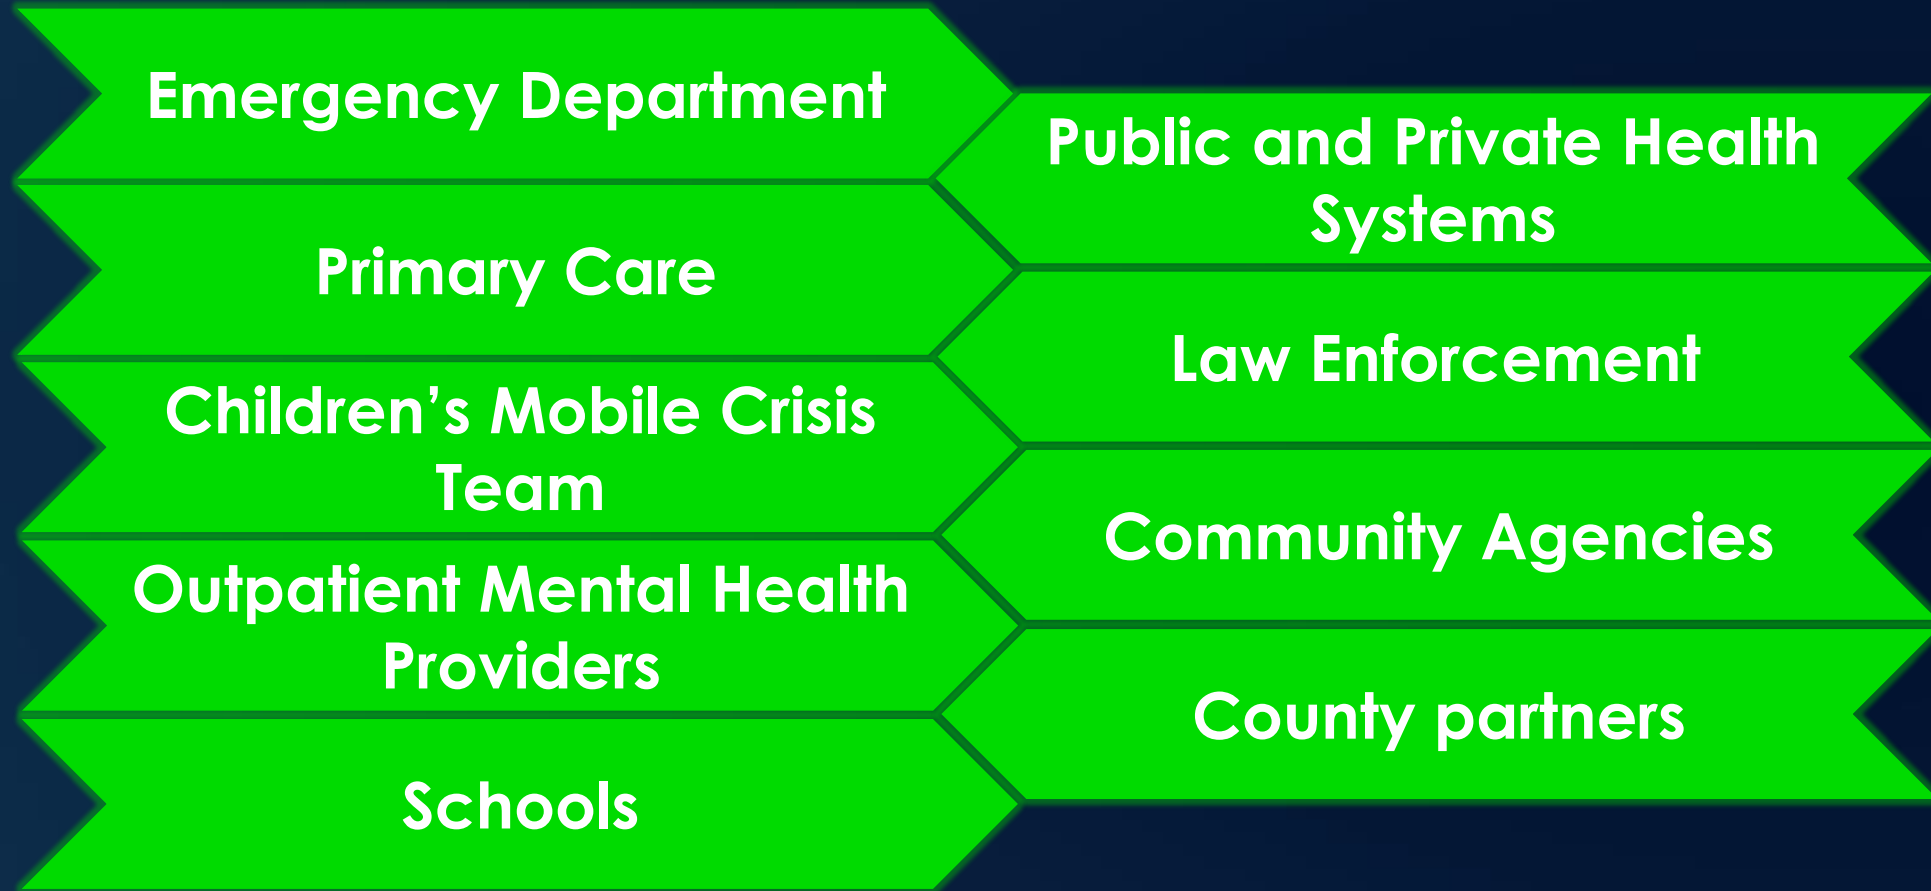 Emergency Department
Primary Care
Children’s Mobile Crisis
Team
Outpatient Mental Health
Providers
Schools
Public and Private Health
Systems
Law Enforcement
Community Agencies
County partners